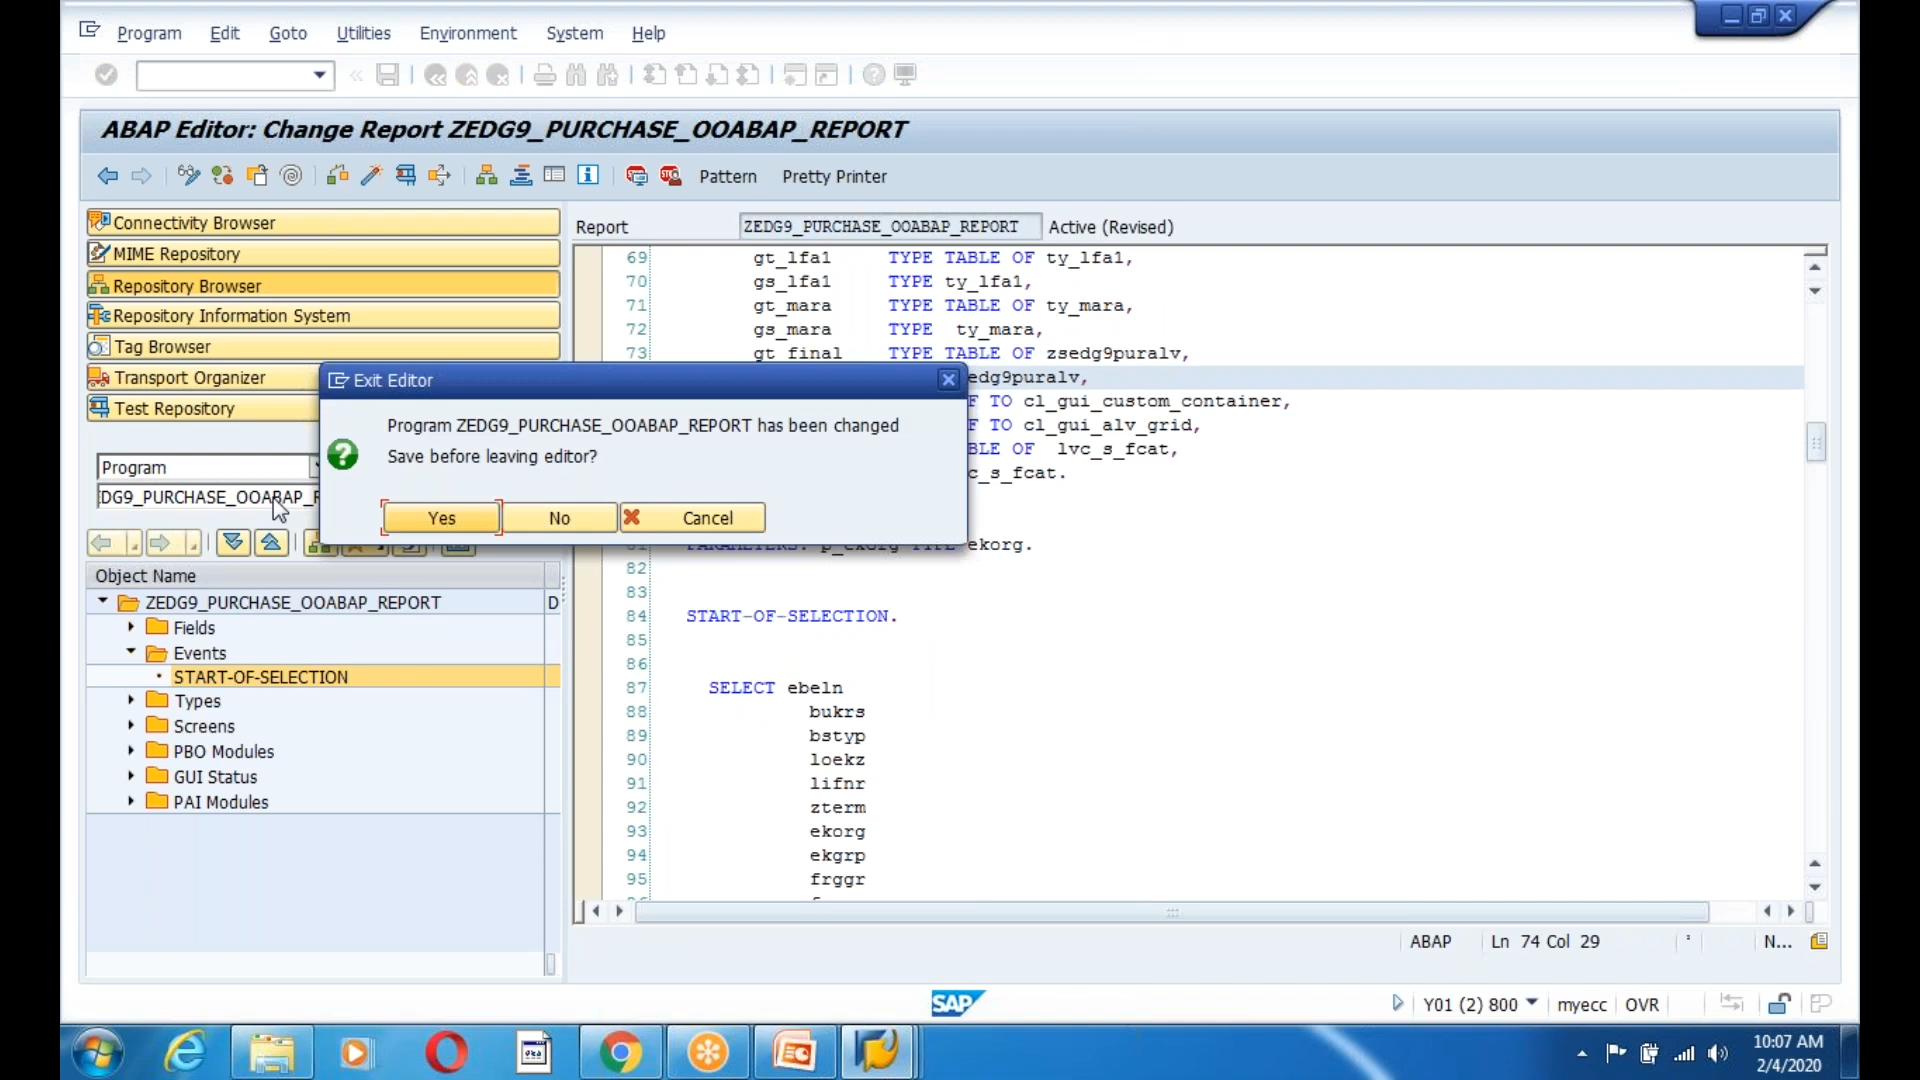 Program Edit Goto Utilities Environment System Help
ABAP Editor: Change Report ZEDG9_PURCHASE_OOABAP_REPORT
Pattern Pretty Printer
Connectivity Browser
MIME Repository
Repository Browser
Repository Information System
Tag Browser
Transport Organizer
Test Repository
Program
DG9_PURCHASE_OOABAP_R
Object Name
ZEDG9_PURCHASE_OOABAP_REPORT D
Fields
Events
START-OF-SELECTION
Types
Screens
PBO Modules
GUI Status
PAI Modules
Report ZEDG9_PURCHASE_OOABAP_REPORT Active (Revised)
69 gt_lfa1 TYPE TABLE OF ty_lfa1,
70 gs_lfa1 TYPE ty_lfa1,
71 gt_mara TYPE TABLE OF ty_mara,
72 gs_mara TYPE ty_mara,
73 gt_final TYPE TABLE OF zsedg9puralv,
edg9puralv,
F TO cl_gui_custom_container,
F TO cl_gui_alv_grid,
BLE OF lvc_s_fcat,
c_s_fcat.
Exit Editor
Program ZEDG9_PURCHASE_OOABAP_REPORT has been changed
Save before leaving editor?
Yes No Cancel
81 PARAMETERS: p_ekorg TYPE ekorg.
82
83
84 START-OF-SELECTION.
85
86
87 SELECT ebeln
88 bukrs
89 bstyp
90 loekz
91 lifnr
92 zterm
93 ekorg
94 ekgrp
95 frggr
ABAP Ln 74 Col 29 N...
SAP
Y01 (2) 800 myecc OVR
10:07 AM
2/4/2020